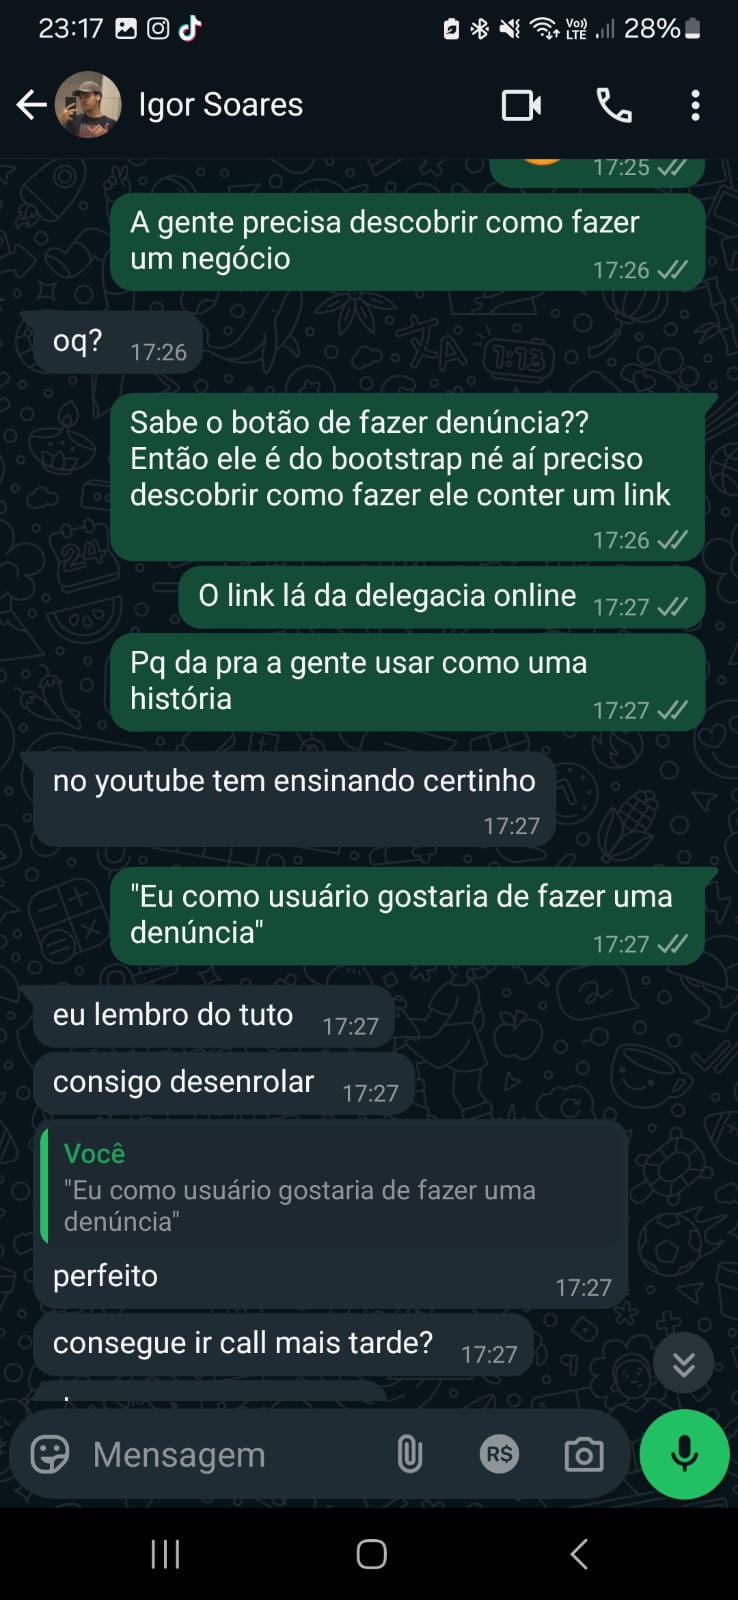 23:17
Vo))
LTE
28%
Igor Soares
17:25
A gente precisa descobrir como fazer
um negócio
17:26
oq?
17:26
Sabe o botão de fazer denúncia??
Então ele é do bootstrap né aí preciso
descobrir como fazer ele conter um link
17:26
O link lá da delegacia online
17:27
Pq da pra a gente usar como uma
história
17:27
no youtube tem ensinando certinho
17:27
"Eu como usuário gostaria de fazer uma
denúncia"
17:27
eu lembro do tuto
17:27
consigo desenrolar
17:27
Você
"Eu como usuário gostaria de fazer uma
denúncia"
perfeito
17:27
consegue ir call mais tarde?
17:27
Mensagem
R$